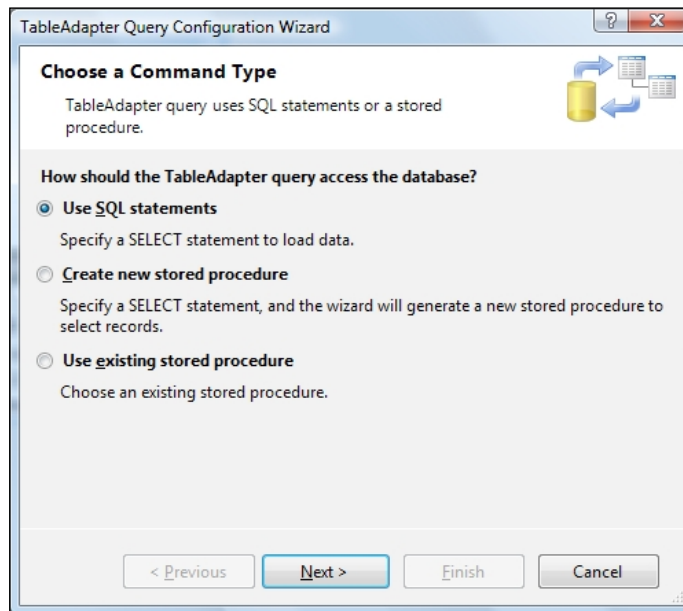 TableAdapter Query Configuration Wizard
?
Choose a Command Type
TableAdapter query uses SQL statements or a stored
procedure.
How should the TableAdapter query access the database?
Use SQL statements
Specify a SELECT statement to load data.
Create new stored procedure
Specify a SELECT statement, and the wizard will generate a new stored procedure to
select records.
Use existing stored procedure
Choose an existing stored procedure.
< Previous
Next >
Finish
Cancel